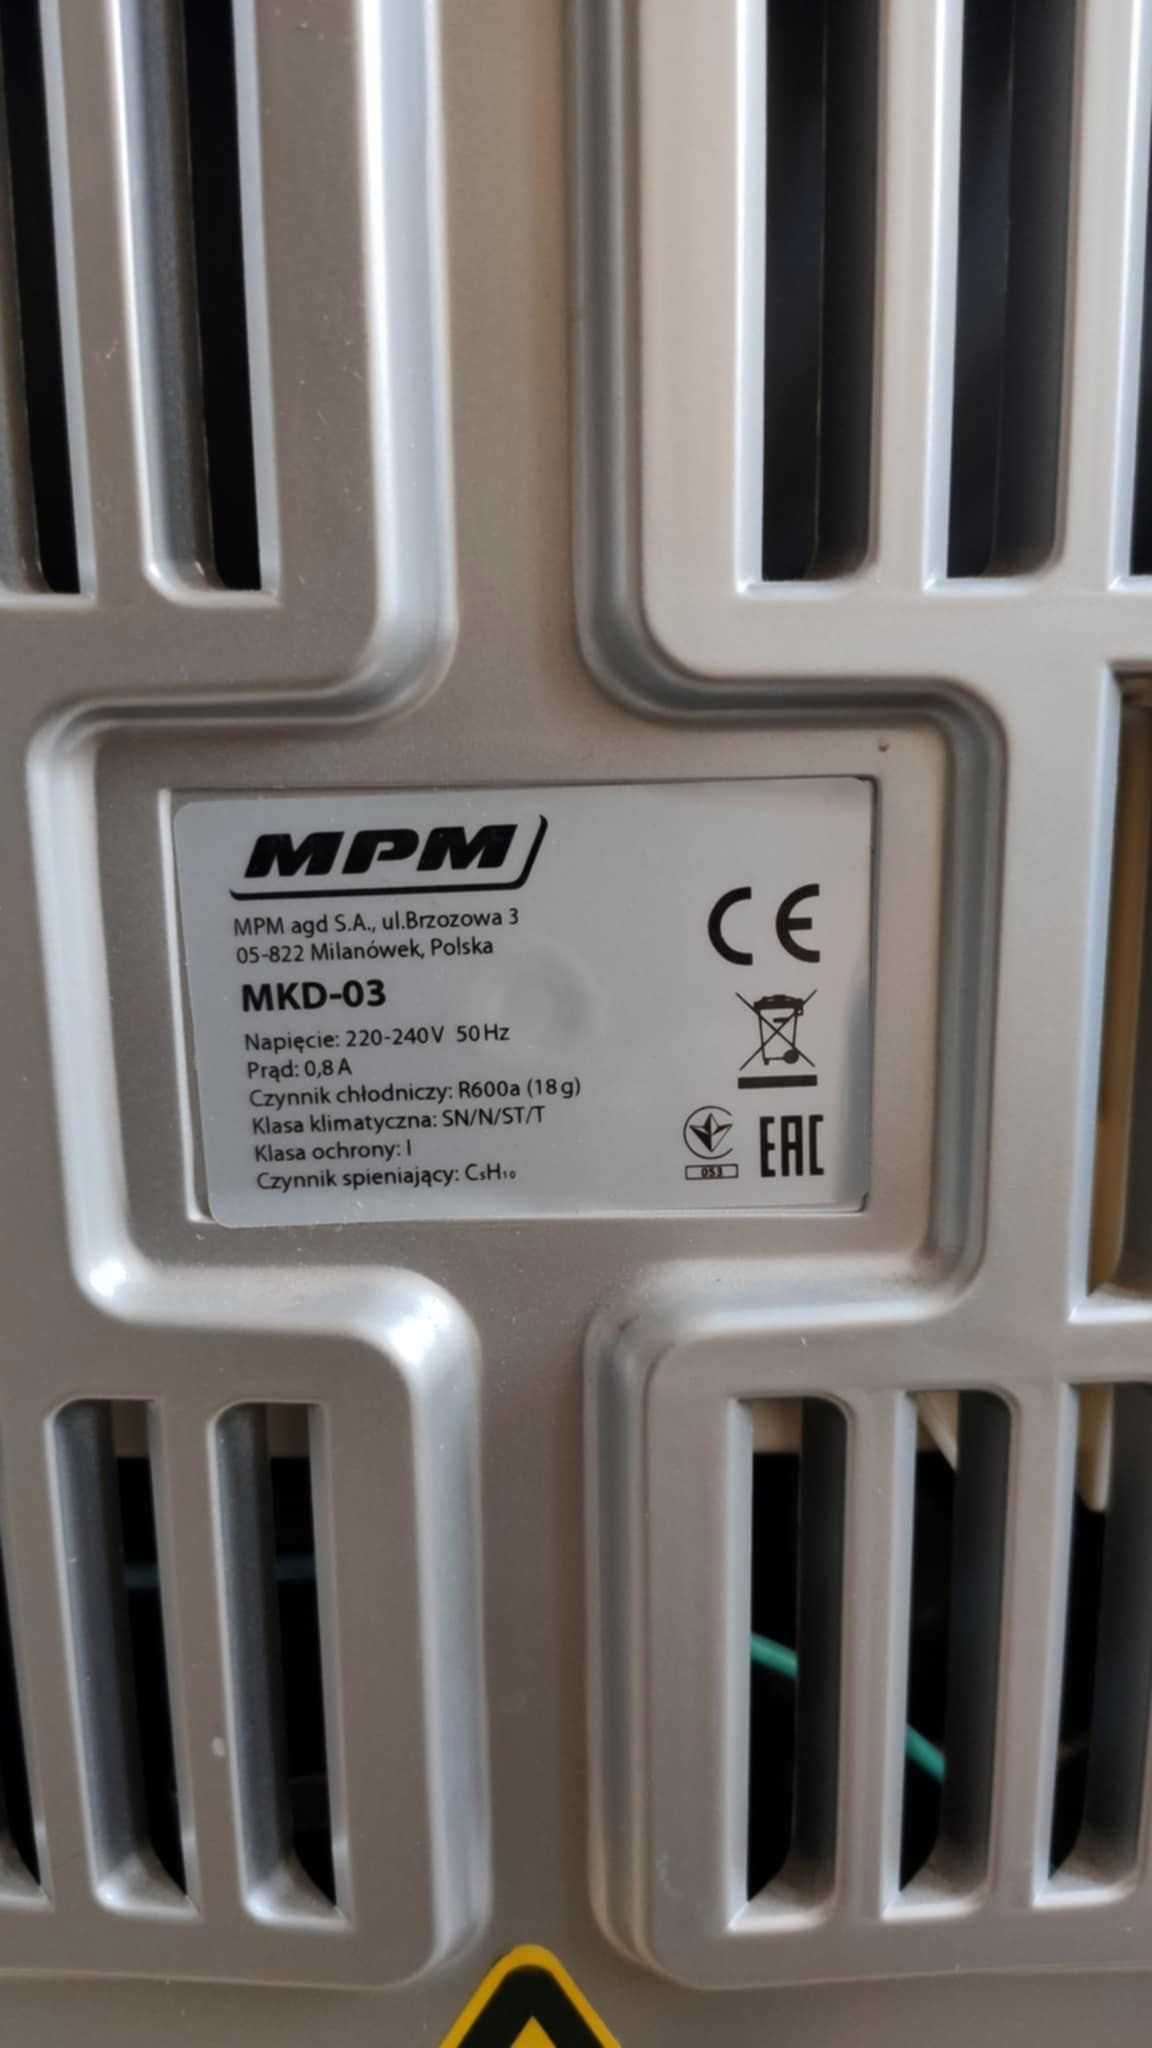 MPM
MPM agd S.A., ul.Brzozowa 3
05-822 Milanówek, Polska
MKD-03
Napięcie: 220-240V 50Hz
Prąd: 0,8 A
Czynnik chłodniczy: R600a (18 g)
Klasa klimatyczna: SN/N/ST/T
Klasa ochrony: I
Czynnik spieniający: C₅H₁₀
CE
053
EAC